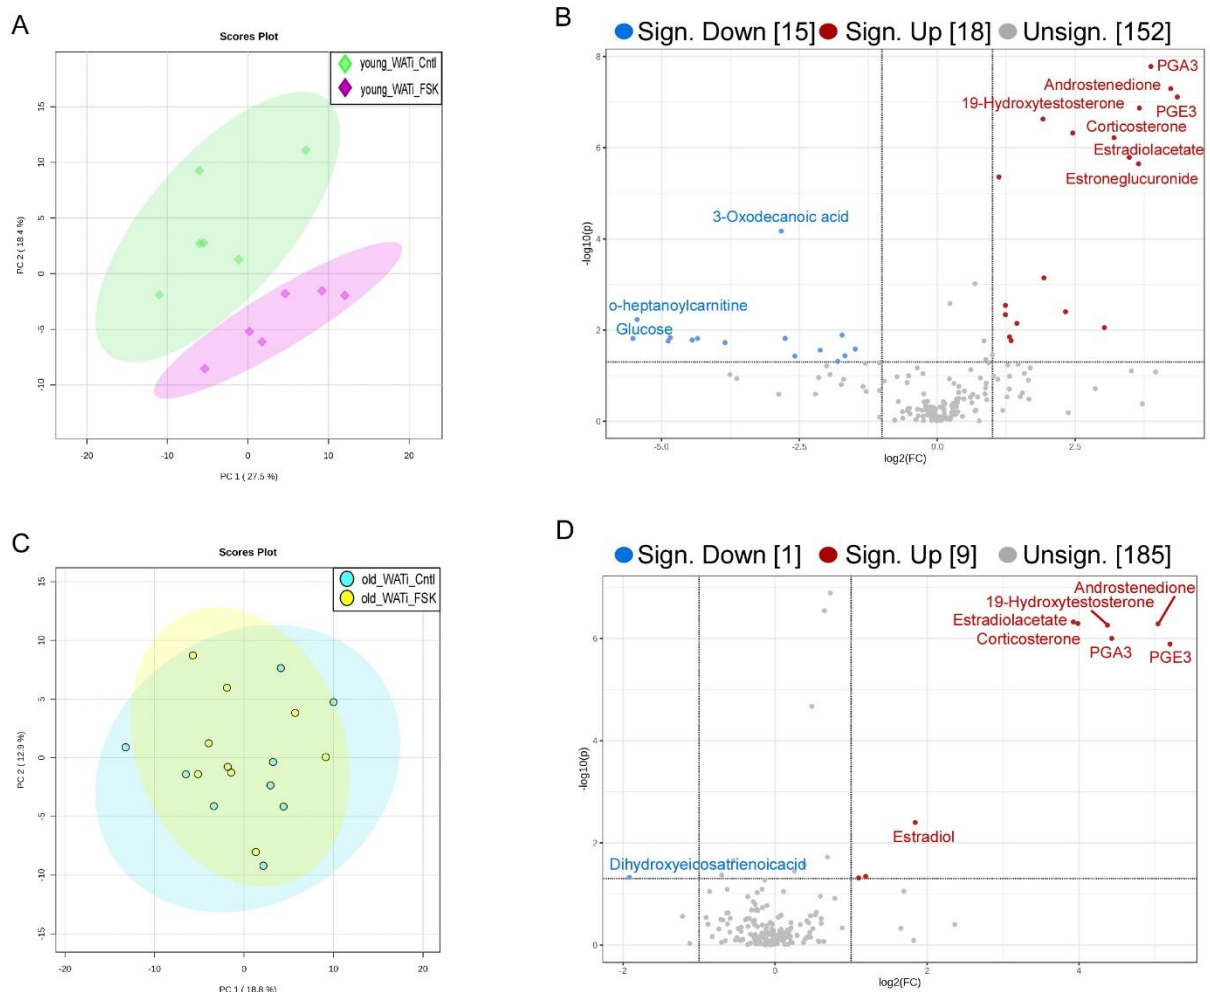 A
Scores Plot
young_WATi_Cntl
young_WATi_FSK
15
10
5
0
-5
-10
-20
-10
0
10
20
PC 2 ( 18.4 %)
PC 1 ( 27.5 %)
B
Sign. Down [15] Sign. Up [18] Unsign. [152]
8
6
4
2
0
-5.0
-2.5
0.0
2.5
-log10(p)
log2(FC)
PGA3
Androstenedione
PGE3
19-Hydroxytestosterone
Corticosterone
Estradiolacetate
Estroneglucuronide
3-Oxodecanoic acid
o-heptanoylcarnitine
Glucose
C
Scores Plot
old_WATi_Cntl
old_WATi_FSK
15
10
5
0
-5
-10
-15
-20
-10
0
10
20
PC 2 ( 12.9 %)
PC 1 ( 18.8 %)
D
Sign. Down [1] Sign. Up [9] Unsign. [185]
6
4
2
0
-2
0
2
4
-log10(p)
log2(FC)
Androstenedione
19-Hydroxytestosterone
Estradiolacetate
Corticosterone
PGA3
PGE3
Estradiol
Dihydroxyeicosatrienoicacid